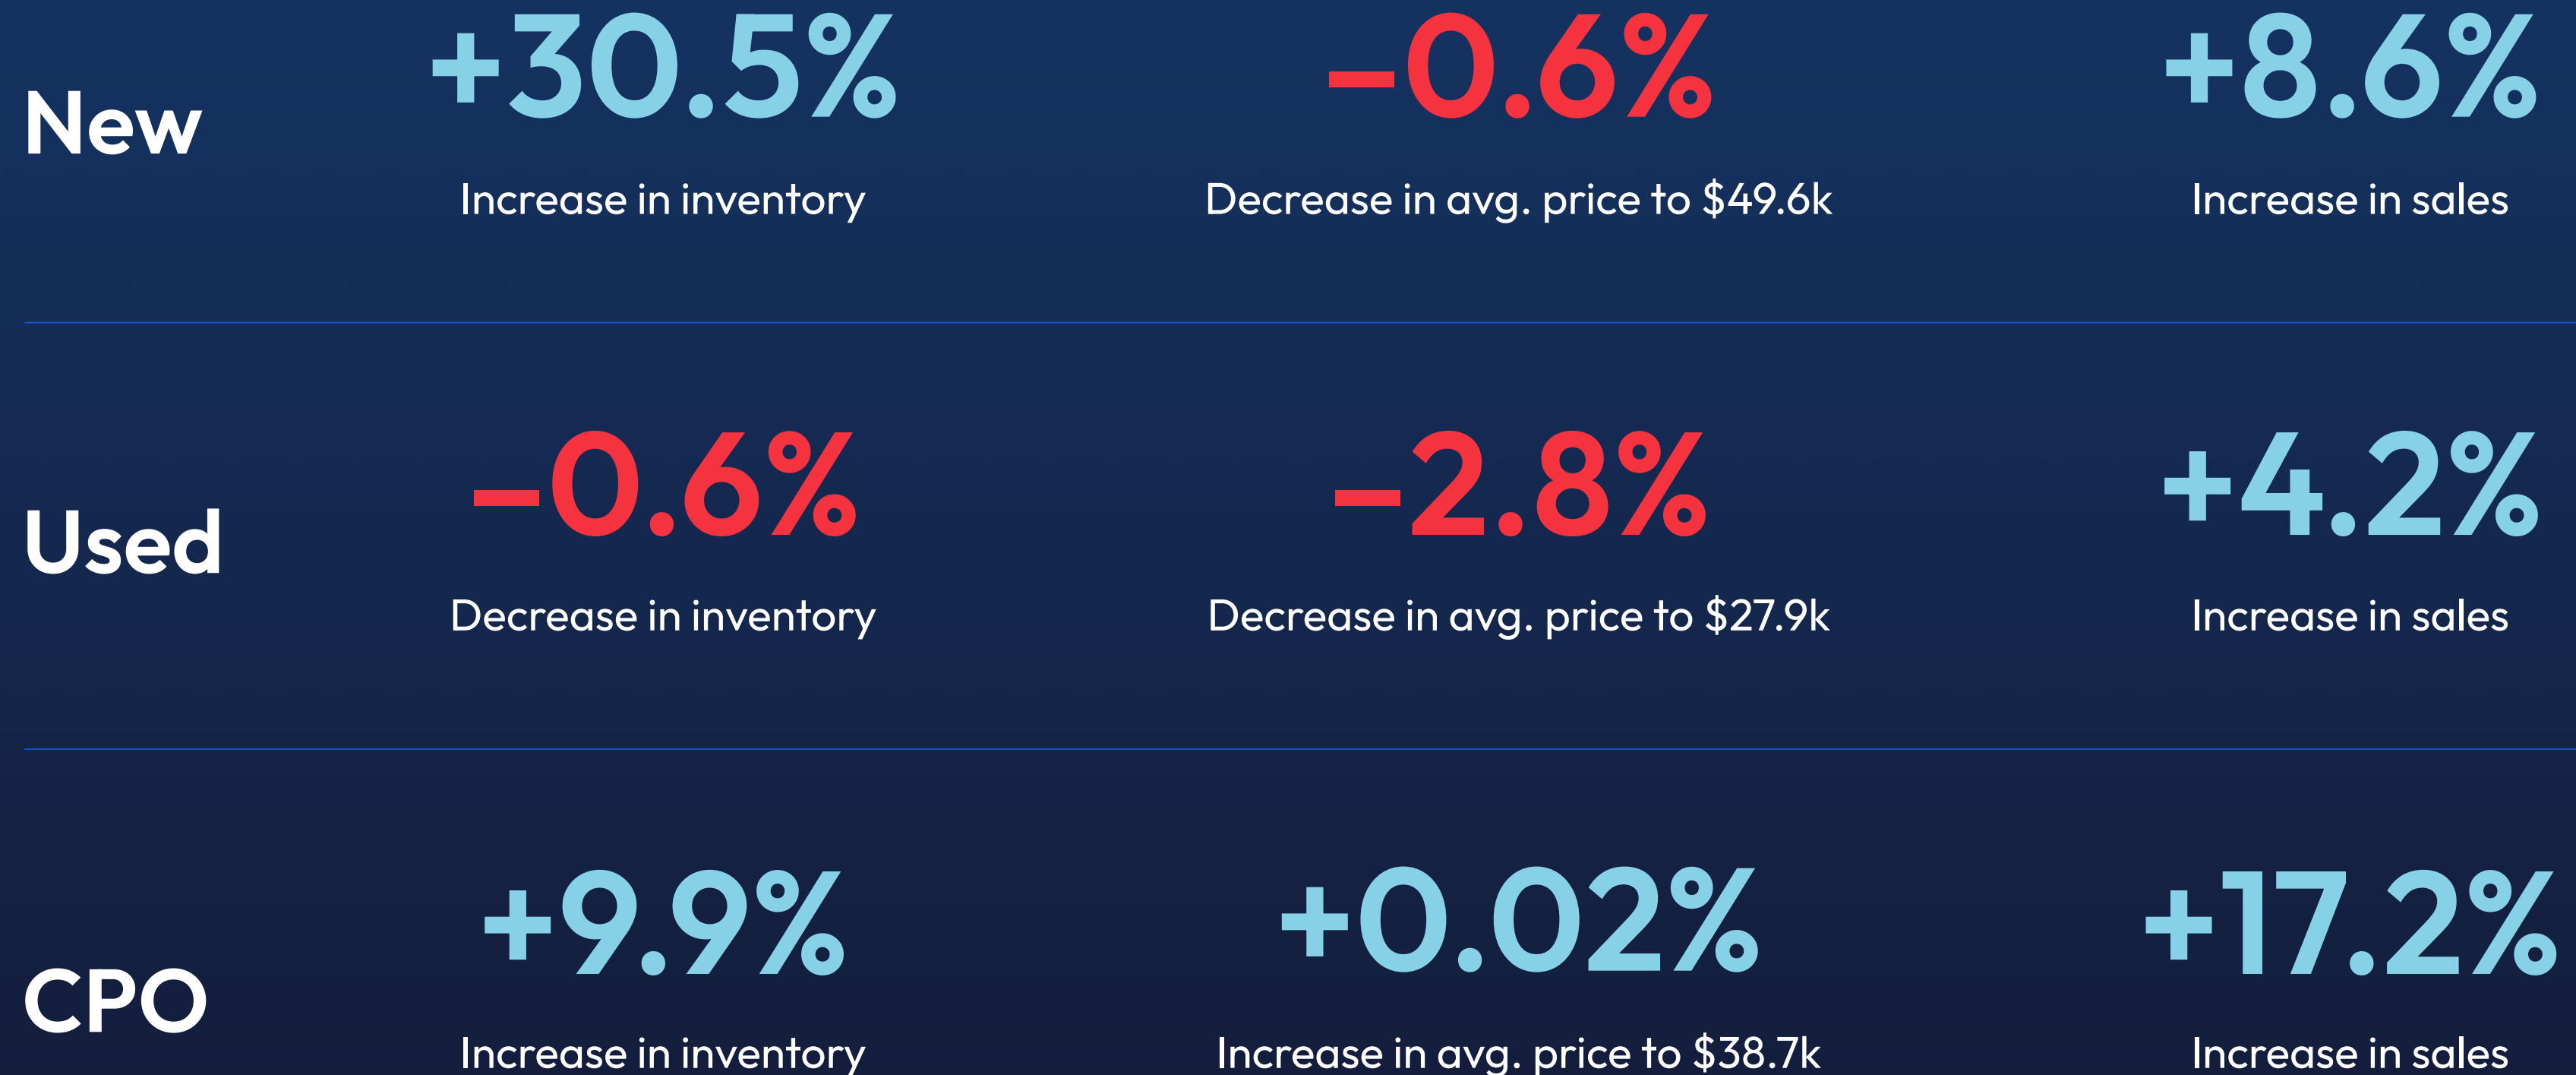 New
+30.5%
Increase in inventory
–0.6%
Decrease in avg. price to $49.6k
+8.6%
Increase in sales
Used
–0.6%
Decrease in inventory
–2.8%
Decrease in avg. price to $27.9k
+4.2%
Increase in sales
CPO
+9.9%
Increase in inventory
+0.02%
Increase in avg. price to $38.7k
+17.2%
Increase in sales